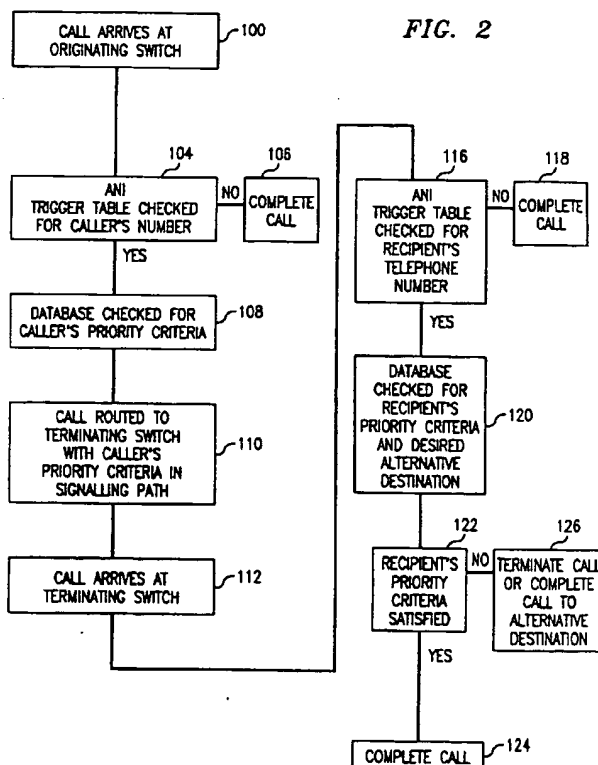 FIG. 2
CALL ARRIVES AT
ORIGINATING SWITCH
100
104
ANI
TRIGGER TABLE CHECKED
FOR CALLER'S NUMBER
NO
106
COMPLETE
CALL
YES
DATABASE CHECKED FOR
CALLER'S PRIORITY CRITERIA
108
CALL ROUTED TO
TERMINATING SWITCH
WITH CALLER'S
PRIORITY CRITERIA IN
SIGNALLING PATH
110
CALL ARRIVES AT
TERMINATING SWITCH
112
116
ANI
TRIGGER TABLE
CHECKED FOR
RECIPIENT'S
TELEPHONE
NUMBER
NO
118
COMPLETE
CALL
YES
DATABASE
CHECKED FOR
RECIPIENT'S
PRIORITY CRITERIA
AND DESIRED
ALTERNATIVE
DESTINATION
120
122
RECIPIENT'S
PRIORITY
CRITERIA
SATISFIED
NO
126
TERMINATE CALL
OR COMPLETE
CALL TO
ALTERNATIVE
DESTINATION
YES
COMPLETE CALL
124